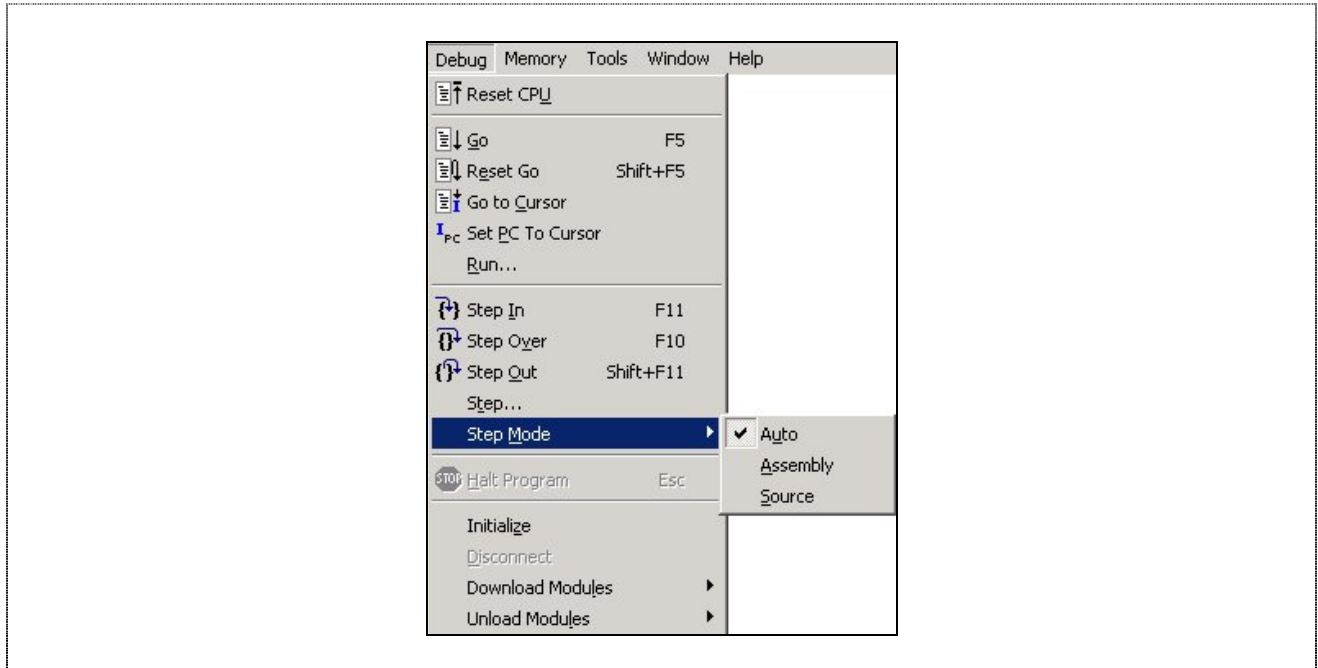 Debug Memory Tools Window Help
Reset CPU
Go F5
Reset Go Shift+F5
Go to Cursor
PC Set PC To Cursor
Run...
Step In F11
Step Over F10
Step Out Shift+F11
Step...
Step Mode
Auto
Assembly
Source
STOP Halt Program Esc
Initialize
Disconnect
Download Modules
Unload Modules